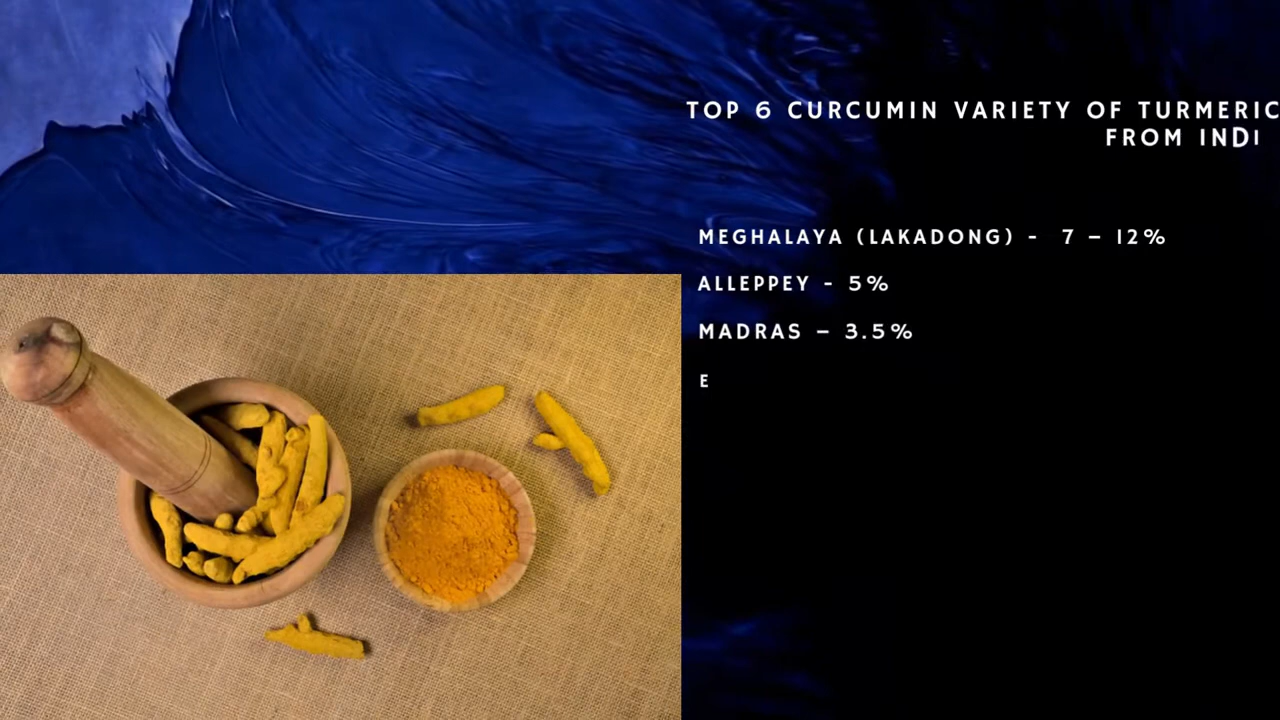 TOP 6 CURCUMIN VARIETY OF TURMERIC
FROM INDI
MEGHALAYA (LAKADONG) - 7 – 12%
ALLEPPEY - 5%
MADRAS – 3.5%
E